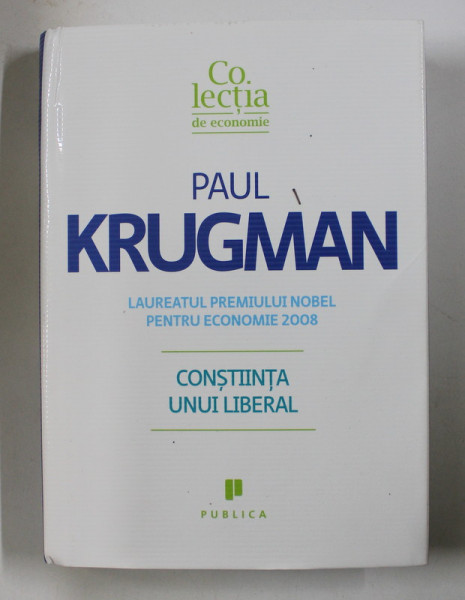 Co.
lecția
de economie
PAUL
KRUGMAN
LAUREATUL PREMIULUI NOBEL
PENTRU ECONOMIE 2008
CONȘTIINȚA
UNUI LIBERAL
PUBLICA